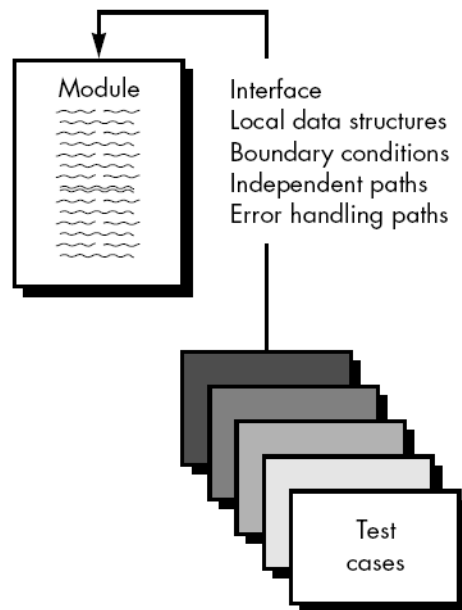 Module
Interface
Local data structures
Boundary conditions
Independent paths
Error handling paths
Test
cases